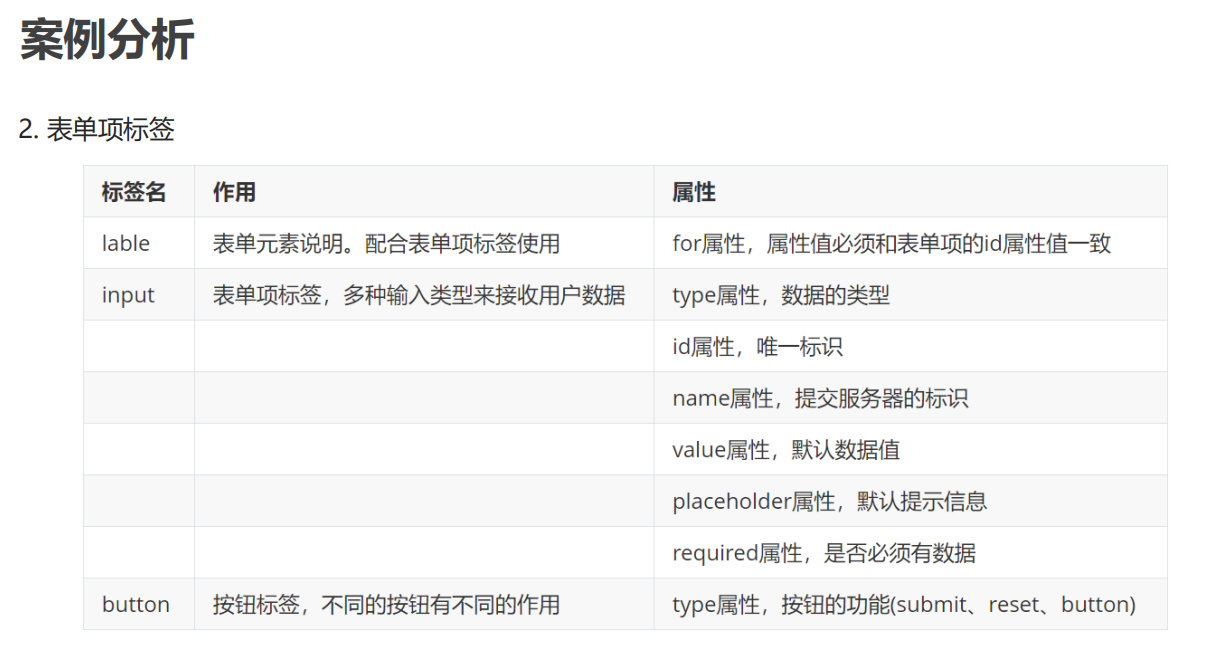 案例分析
2. 表单项标签
标签名 作用 属性
lable 表单元素说明。配合表单项标签使用 for属性，属性值必须和表单项的id属性值一致
input 表单项标签，多种输入类型来接收用户数据 type属性，数据的类型
id属性，唯一标识
name属性，提交服务器的标识
value属性，默认数据值
placeholder属性，默认提示信息
required属性，是否必须有数据
button 按钮标签，不同的按钮有不同的作用 type属性，按钮的功能(submit、reset、button)